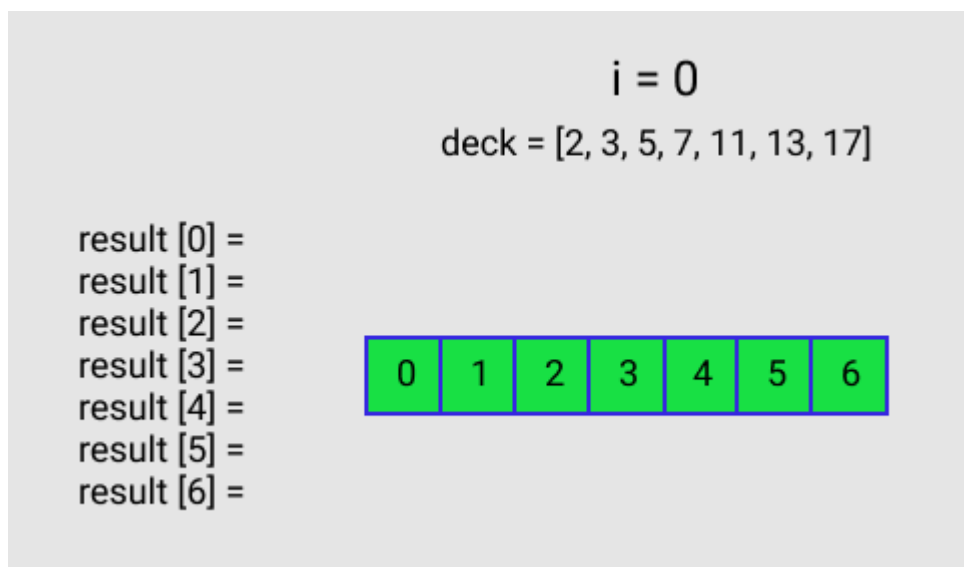 i = 0
deck = [2, 3, 5, 7, 11, 13, 17]
result [0] =
result [1] =
result [2] =
result [3] =
result [4] =
result [5] =
result [6] =
0 1 2 3 4 5 6